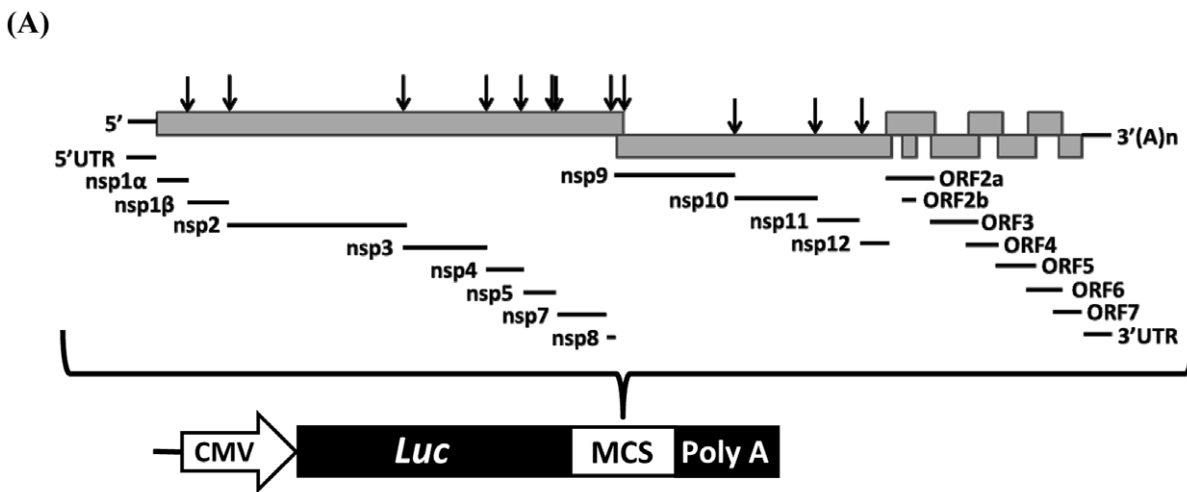 (A)
5’ 3’(A)n
5’UTR
nsp1α
nsp1β
nsp2
nsp3
nsp4
nsp5
nsp7
nsp8
nsp9
nsp10
nsp11
nsp12
ORF2a
ORF2b
ORF3
ORF4
ORF5
ORF6
ORF7
3’UTR
CMV Luc MCS Poly A